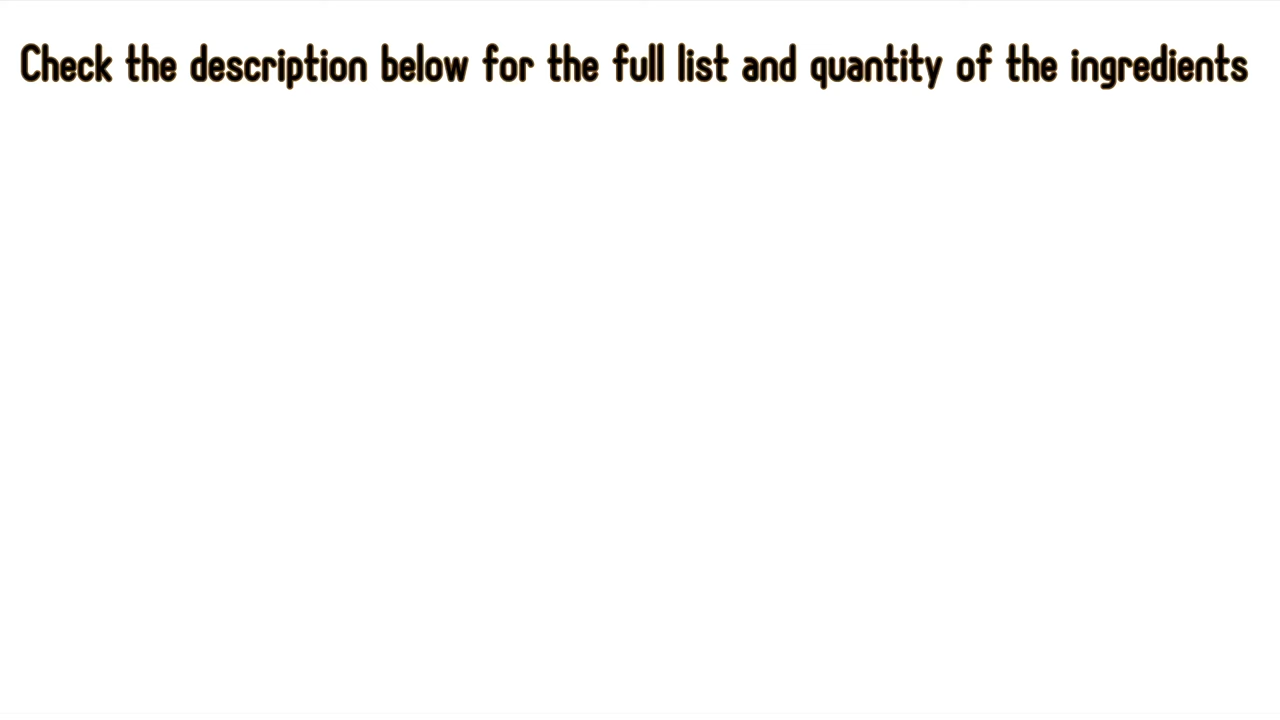 Check the description below for the full list and quantity of the ingredients